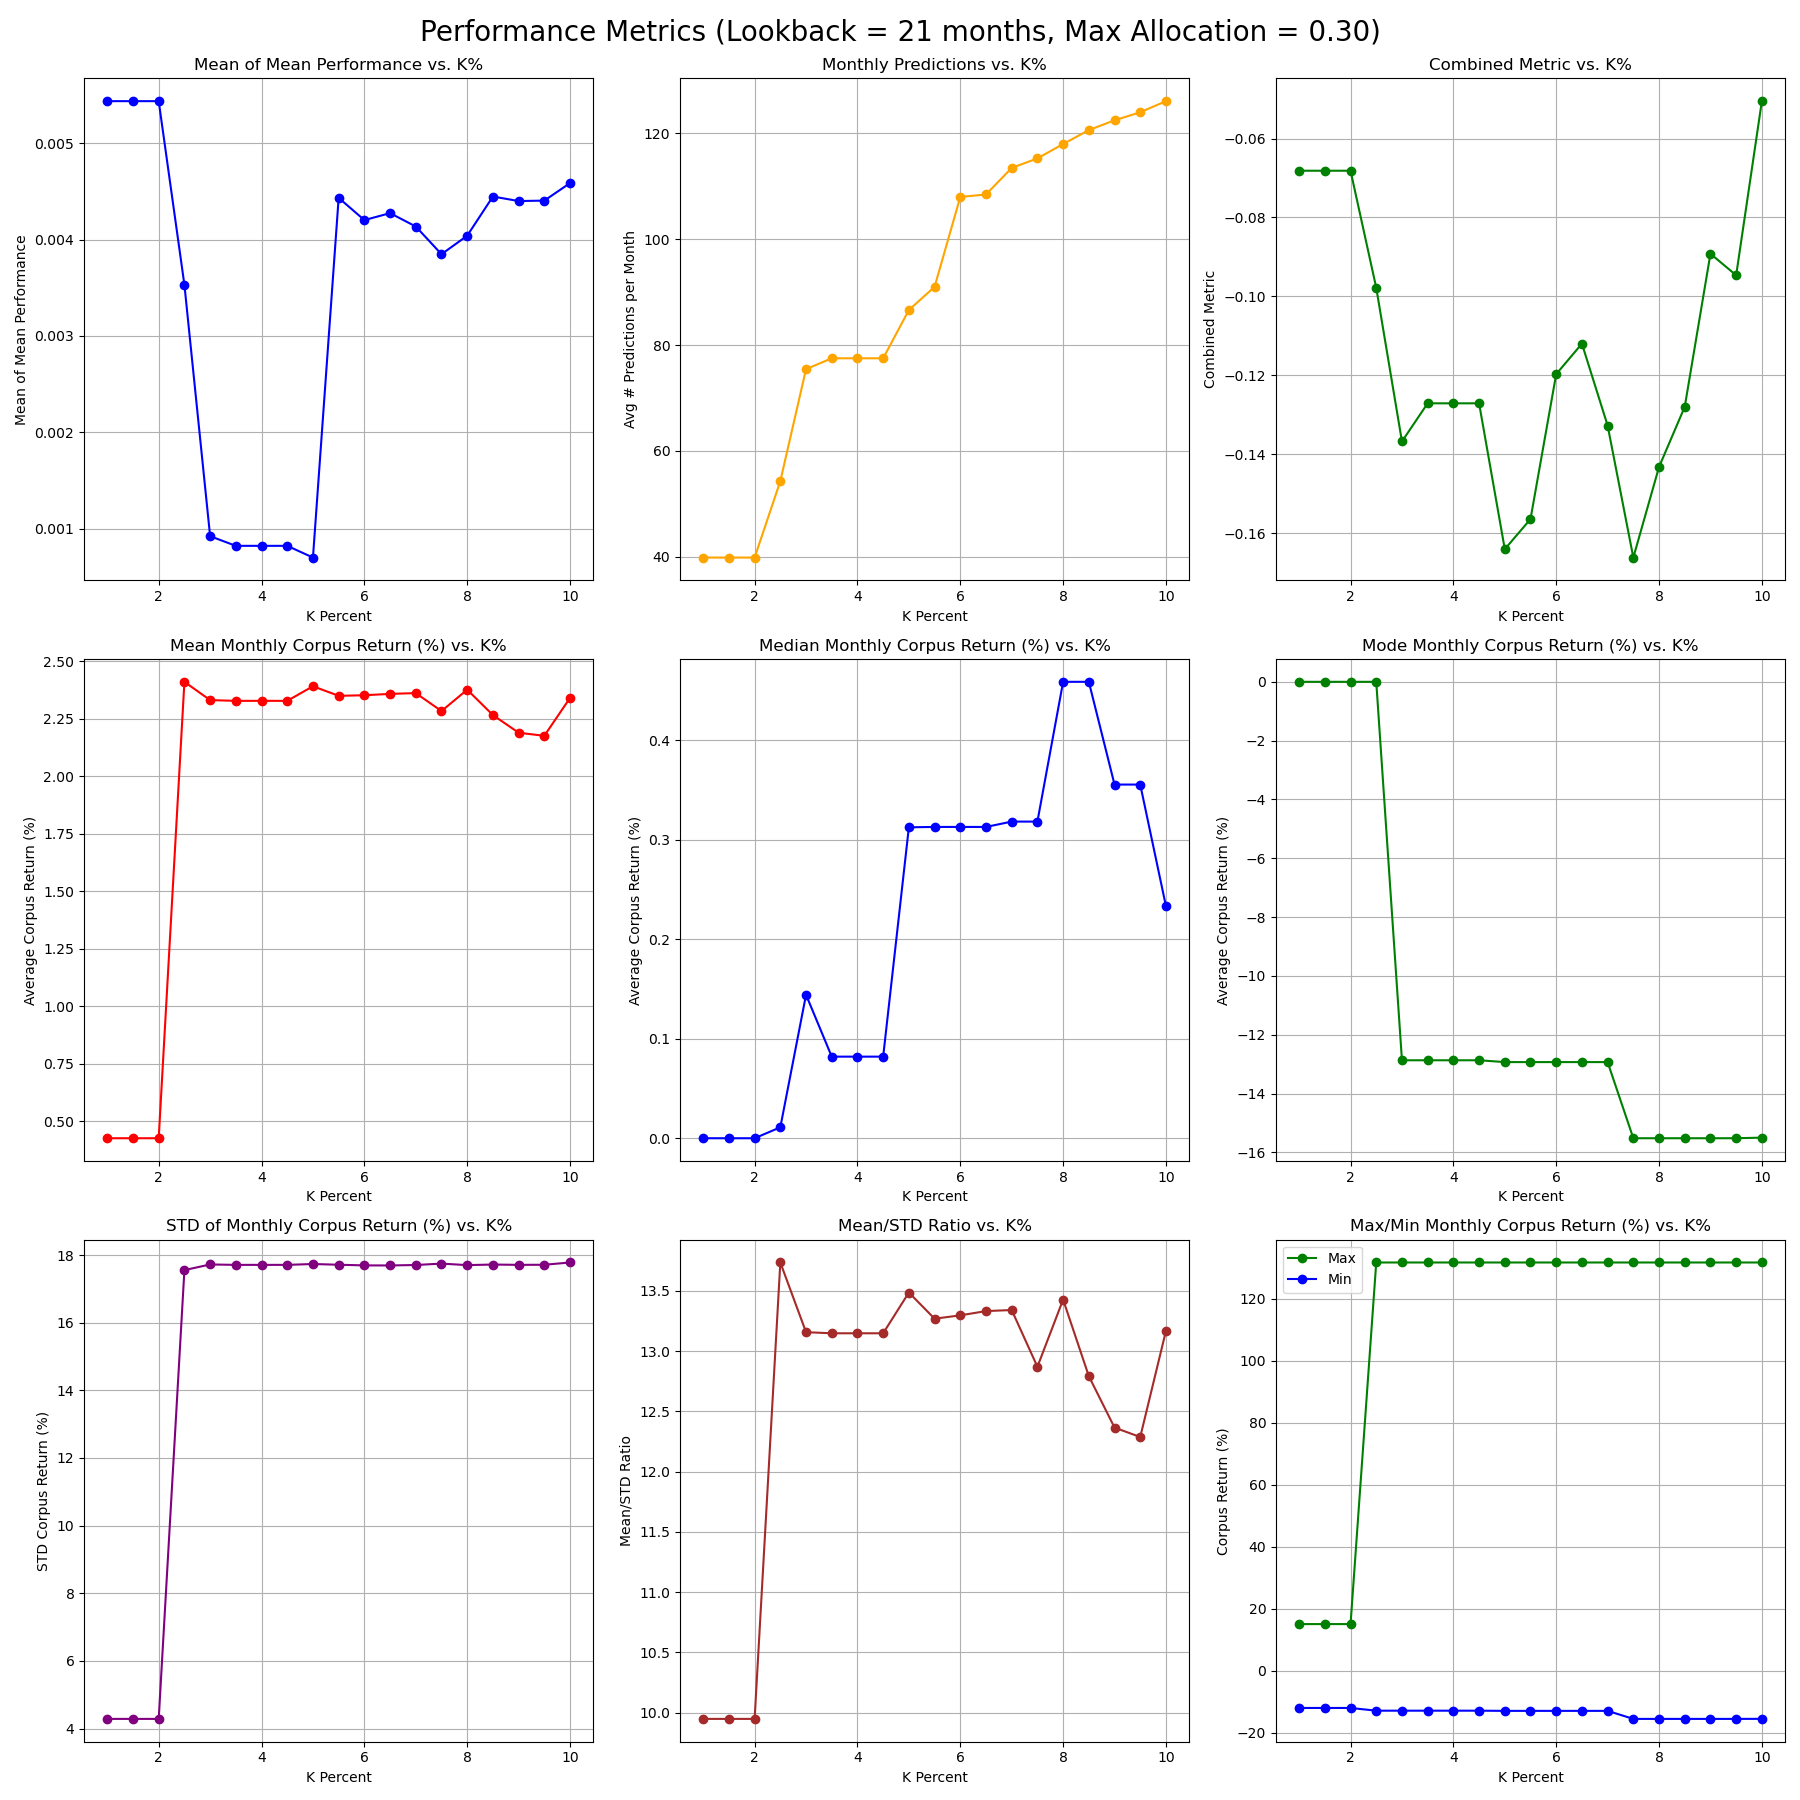 Performance Metrics (Lookback = 21 months, Max Allocation = 0.30)
Mean of Mean Performance vs. K%
Mean of Mean Performance
0.005
0.004
0.003
0.002
0.001
2 4 6 8 10
K Percent
Monthly Predictions vs. K%
Avg # Predictions per Month
120
100
80
60
40
2 4 6 8 10
K Percent
Combined Metric vs. K%
Combined Metric
−0.06
−0.08
−0.10
−0.12
−0.14
−0.16
2 4 6 8 10
K Percent
Mean Monthly Corpus Return (%) vs. K%
Average Corpus Return (%)
2.50
2.25
2.00
1.75
1.50
1.25
1.00
0.75
0.50
2 4 6 8 10
K Percent
Median Monthly Corpus Return (%) vs. K%
Average Corpus Return (%)
0.4
0.3
0.2
0.1
0.0
2 4 6 8 10
K Percent
Mode Monthly Corpus Return (%) vs. K%
Average Corpus Return (%)
0
−2
−4
−6
−8
−10
−12
−14
−16
2 4 6 8 10
K Percent
STD of Monthly Corpus Return (%) vs. K%
STD Corpus Return (%)
18
16
14
12
10
8
6
4
2 4 6 8 10
K Percent
Mean/STD Ratio vs. K%
Mean/STD Ratio
13.5
13.0
12.5
12.0
11.5
11.0
10.5
10.0
2 4 6 8 10
K Percent
Max/Min Monthly Corpus Return (%) vs. K%
Max
Min
Corpus Return (%)
120
100
80
60
40
20
0
−20
2 4 6 8 10
K Percent